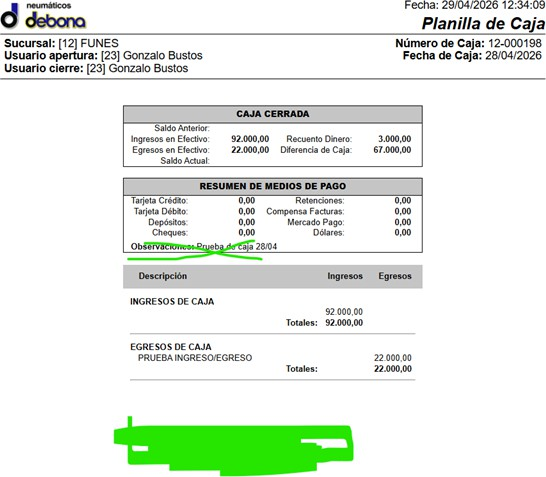 neumáticos
debona
Fecha: 29/04/2026 12:34:09
Planilla de Caja
Sucursal: [12] FUNES
Número de Caja: 12-000198
Usuario apertura: [23] Gonzalo Bustos
Fecha de Caja: 28/04/2026
Usuario cierre: [23] Gonzalo Bustos
CAJA CERRADA
Saldo Anterior:
Ingresos en Efectivo: 92.000,00 Recuento Dinero: 3.000,00
Egresos en Efectivo: 22.000,00 Diferencia de Caja: 67.000,00
Saldo Actual:
RESUMEN DE MEDIOS DE PAGO
Tarjeta Crédito: 0,00 Retenciones: 0,00
Tarjeta Débito: 0,00 Compensa Facturas: 0,00
Depósitos: 0,00 Mercado Pago: 0,00
Cheques: 0,00 Dólares: 0,00
Observaciones: Prueba de caja 28/04
Descripción Ingresos Egresos
INGRESOS DE CAJA
92.000,00
Totales: 92.000,00
EGRESOS DE CAJA
PRUEBA INGRESO/EGRESO 22.000,00
Totales: 22.000,00